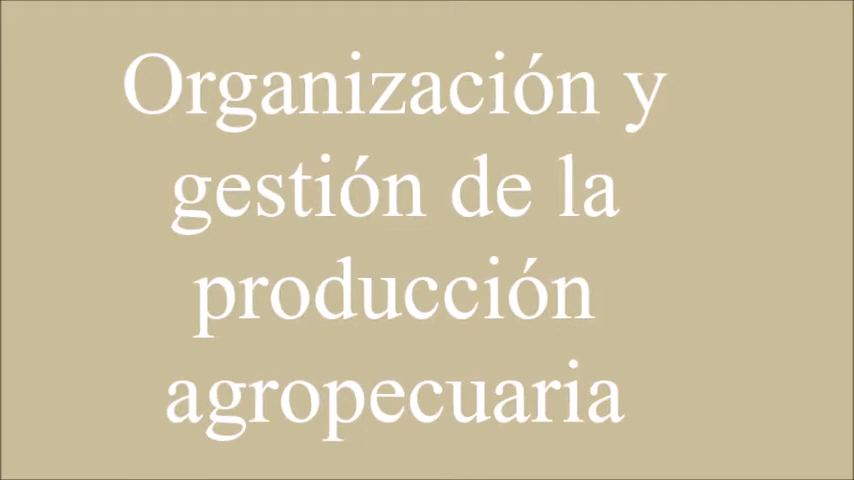 Organización y
gestión de la
producción
agropecuaria